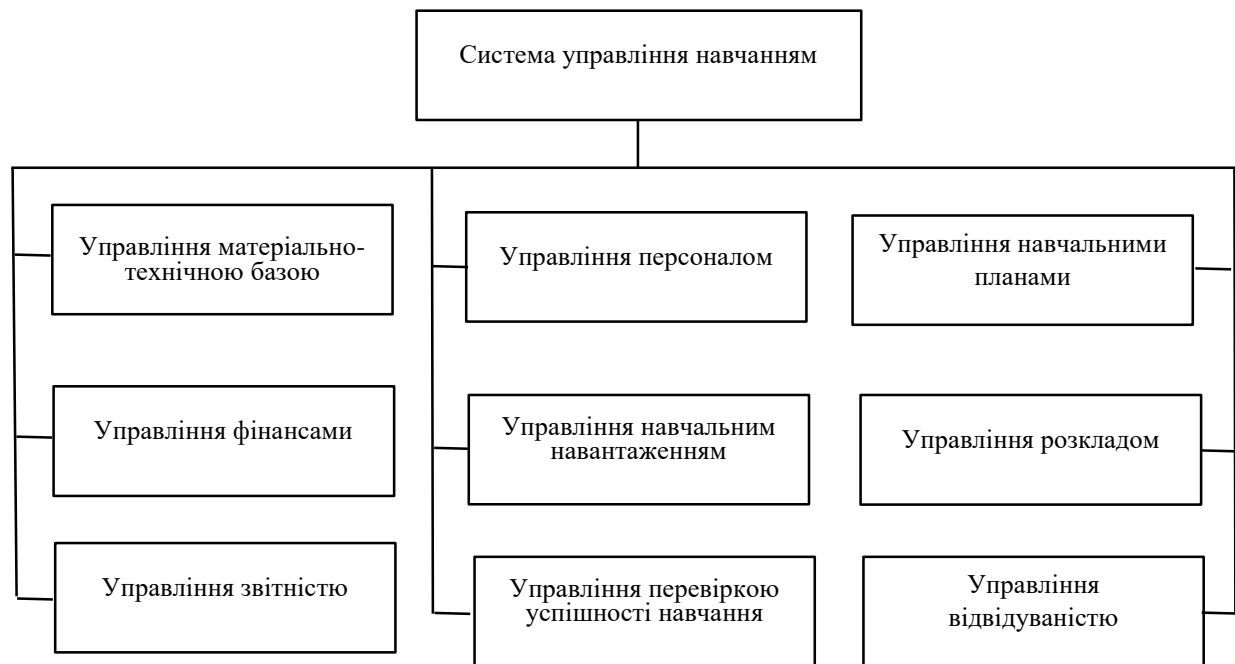 Система управління навчанням
Управління матеріально-
технічною базою
Управління персоналом
Управління навчальними
планами
Управління фінансами
Управління навчальним
навантаженням
Управління розкладом
Управління звітністю
Управління перевіркою
успішності навчання
Управління
відвідуваністю